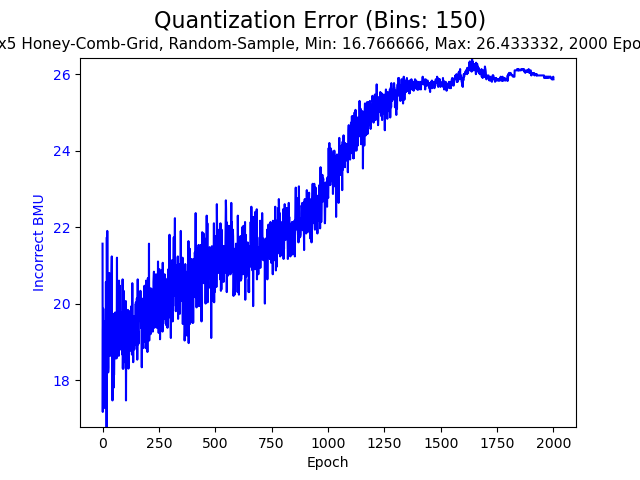 Quantization Error (Bins: 150)
x5 Honey-Comb-Grid, Random-Sample, Min: 16.766666, Max: 26.433332, 2000 Epo
26
24
22
20
18
Incorrect BMU
0 250 500 750 1000 1250 1500 1750 2000
Epoch